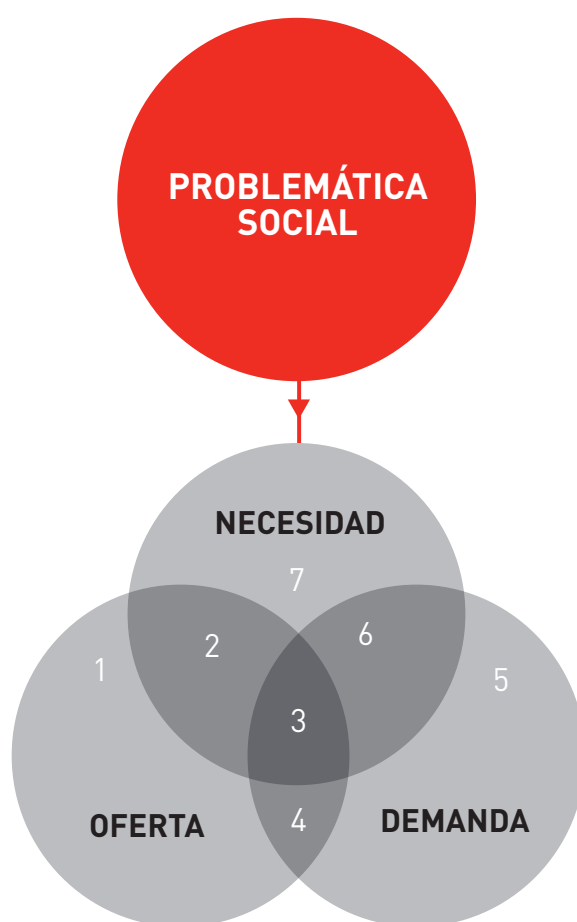 PROBLEMÁTICA
SOCIAL
NECESIDAD
7
2
6
1
5
3
OFERTA
4
DEMANDA